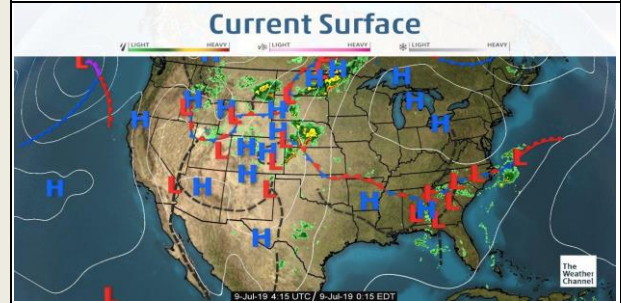 Current Surface
LIGHT HEAVY LIGHT HEAVY LIGHT HEAVY
L
H H
H
L
H H L H
H L H H
L H H
L
H L H H L L
H L H L
H L L
H
L
The
Weather
Channel
9-Jul-19 4:15 UTC / 9-Jul-19 0:15 EDT